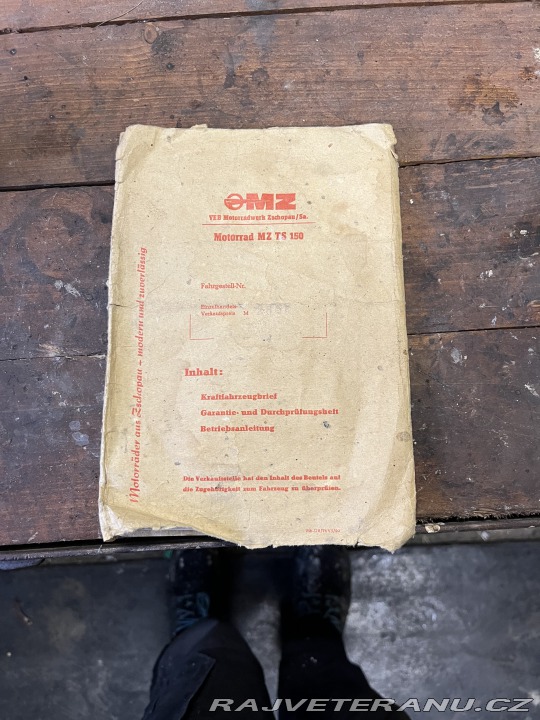 MZ
VEB Motorradwerk Zschopau/Sa.
Motorrad MZ TS 150
Fahrgestell-Nr.
Einzelhandels-
Verkaufspreis M
Inhalt:
Kraftfahrzeugbrief
Garantie- und Durchprüfungsheft
Betriebsanleitung
Die Verkaufsstelle hat den Inhalt des Beutels auf
die Zugehörigkeit zum Fahrzeug zu überprüfen.
Motorräder aus Zschopau – modern und zuverlässig
RAJVETERANU.CZ